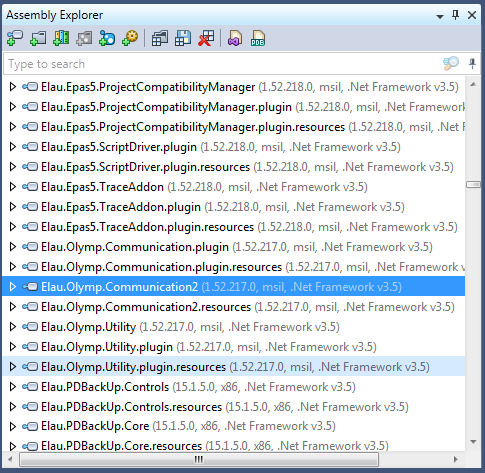 Assembly Explorer
PDB
Type to search
Elau.Epas5.ProjectCompatibilityManager (1.52.218.0, msil, .Net Framework v3.5)
Elau.Epas5.ProjectCompatibilityManager.plugin (1.52.218.0, msil, .Net Framew
Elau.Epas5.ProjectCompatibilityManager.plugin.resources (1.52.218.0, msil, .N
Elau.Epas5.ScriptDriver.plugin (1.52.218.0, msil, .Net Framework v3.5)
Elau.Epas5.ScriptDriver.plugin.resources (1.52.218.0, msil, .Net Framework v3.5)
Elau.Epas5.TraceAddon (1.52.218.0, msil, .Net Framework v3.5)
Elau.Epas5.TraceAddon.plugin (1.52.218.0, msil, .Net Framework v3.5)
Elau.Epas5.TraceAddon.plugin.resources (1.52.218.0, msil, .Net Framework v3.5)
Elau.Olymp.Communication.plugin (1.52.217.0, msil, .Net Framework v3.5)
Elau.Olymp.Communication.plugin.resources (1.52.217.0, msil, .Net Framework v
Elau.Olymp.Communication2 (1.52.217.0, msil, .Net Framework v3.5)
Elau.Olymp.Communication2.resources (1.52.217.0, msil, .Net Framework v3.5)
Elau.Olymp.Utility (1.52.217.0, msil, .Net Framework v3.5)
Elau.Olymp.Utility.plugin (1.52.217.0, msil, .Net Framework v3.5)
Elau.Olymp.Utility.plugin.resources (1.52.217.0, msil, .Net Framework v3.5)
Elau.PDBackUp.Controls (15.1.5.0, x86, .Net Framework v3.5)
Elau.PDBackUp.Controls.resources (15.1.5.0, x86, .Net Framework v3.5)
Elau.PDBackUp.Core (15.1.5.0, x86, .Net Framework v3.5)
Elau.PDBackUp.Core.resources (15.1.5.0, x86, .Net Framework v3.5)